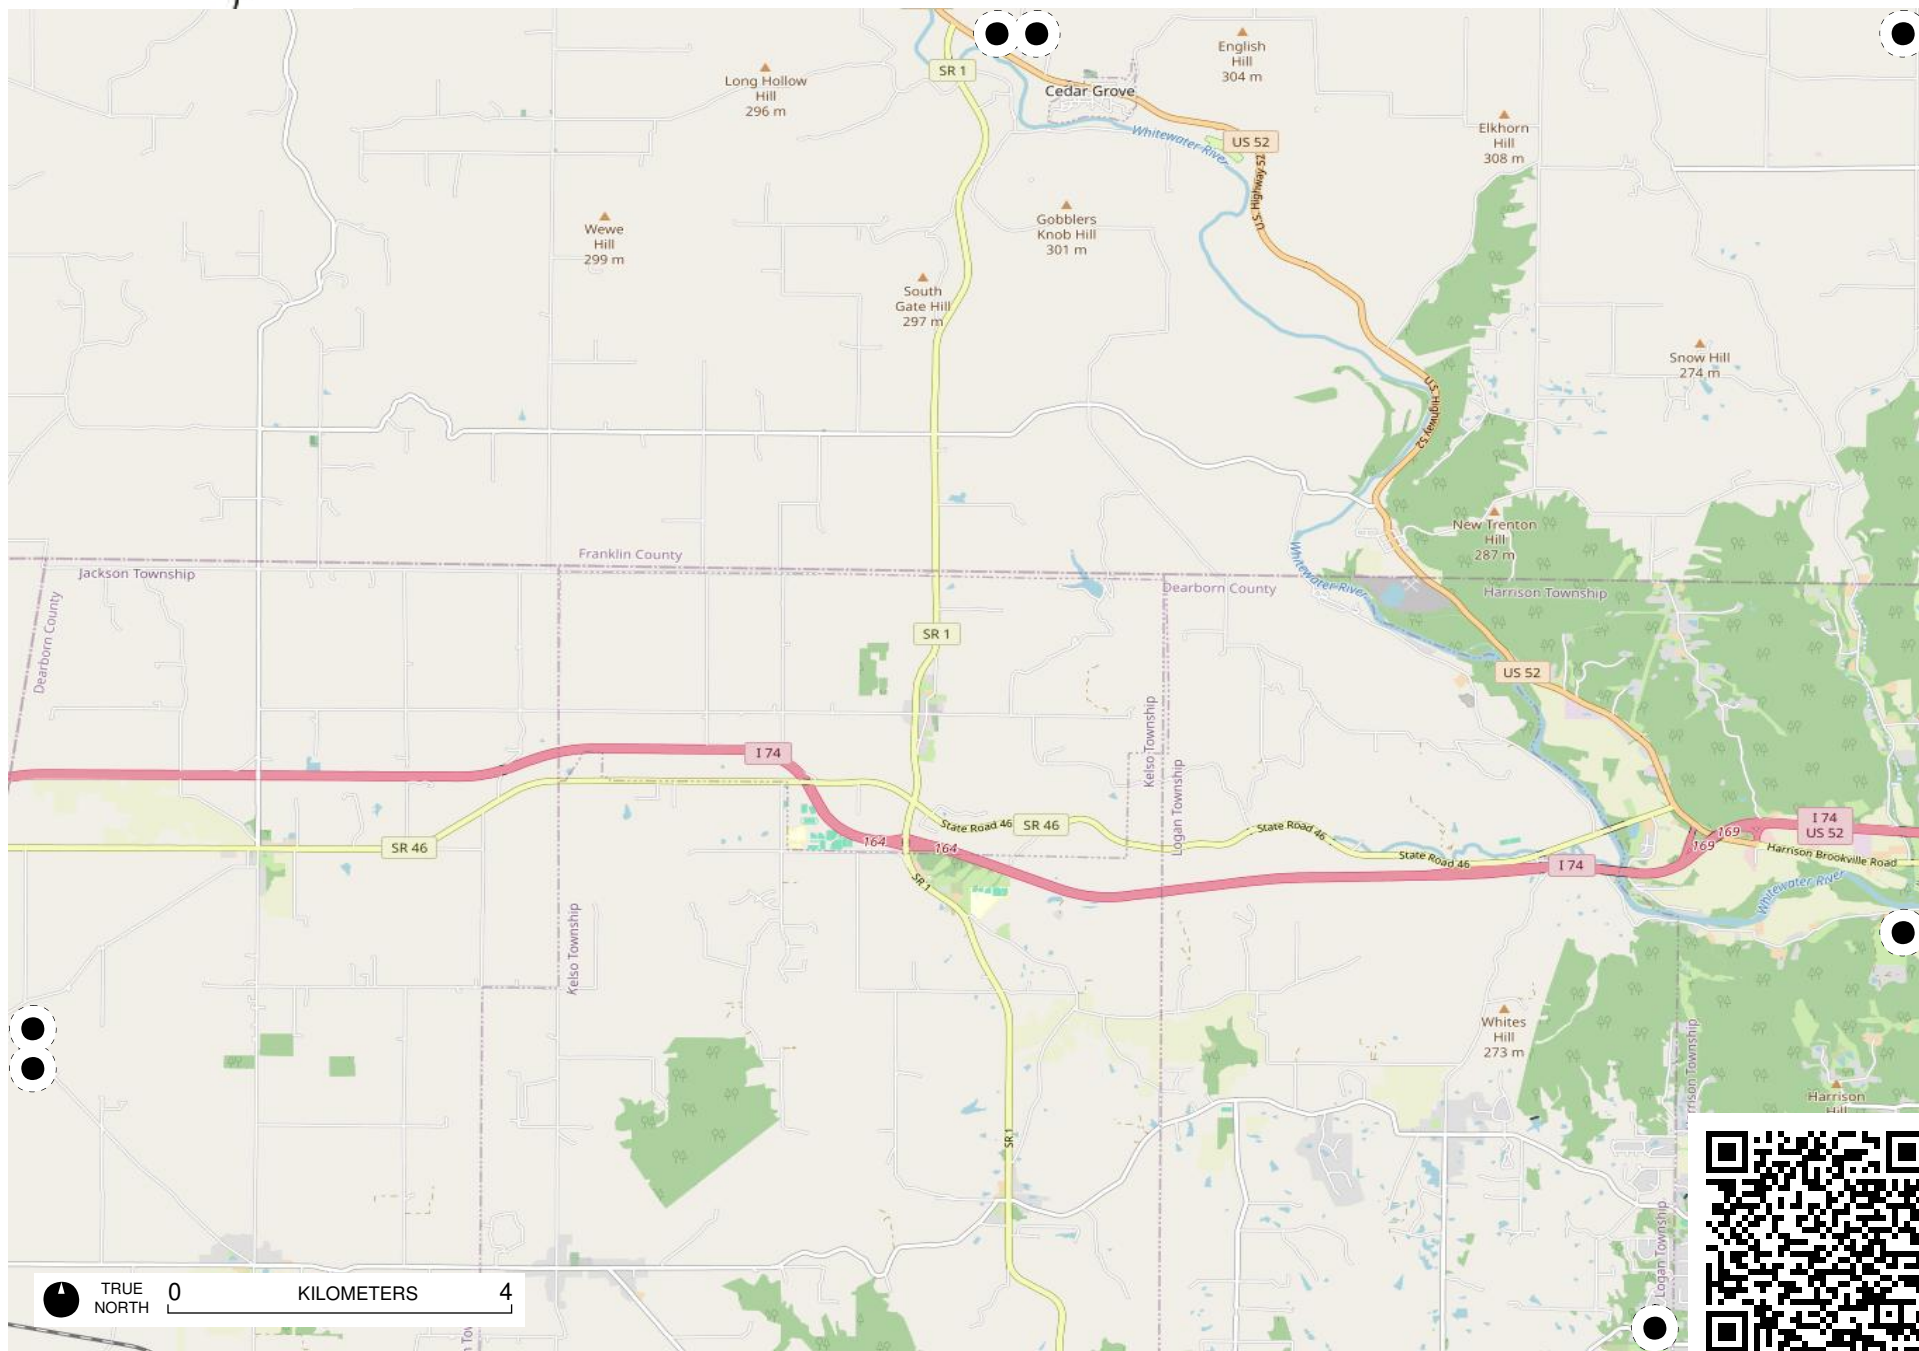 SR 1
English
Hill
304 m
Long Hollow
Hill
296 m
Cedar Grove
Whitewater River
US 52
Elkhorn
Hill
308 m
U.S. Highway 52
Wewe
Hill
299 m
Gobblers
Knob Hill
301 m
South
Gate Hill
297 m
Snow Hill
274 m
U.S. Highway 52
New Trenton
Hill
287 m
Franklin County
Jackson Township
Whitewater River
Dearborn County
Harrison Township
Dearborn County
SR 1
US 52
Kelso Township
Logan Township
I 74
State Road 46
SR 46
State Road 46
State Road 46
I 74
US 52
169
169
Harrison Brookville Road
SR 46
164
164
I 74
SR 1
Whitewater River
Kelso Township
Whites
Hill
273 m
rrison Township
Harrison
Hill
SR 1
Logan Township
TRUE
NORTH
0
KILOMETERS
4